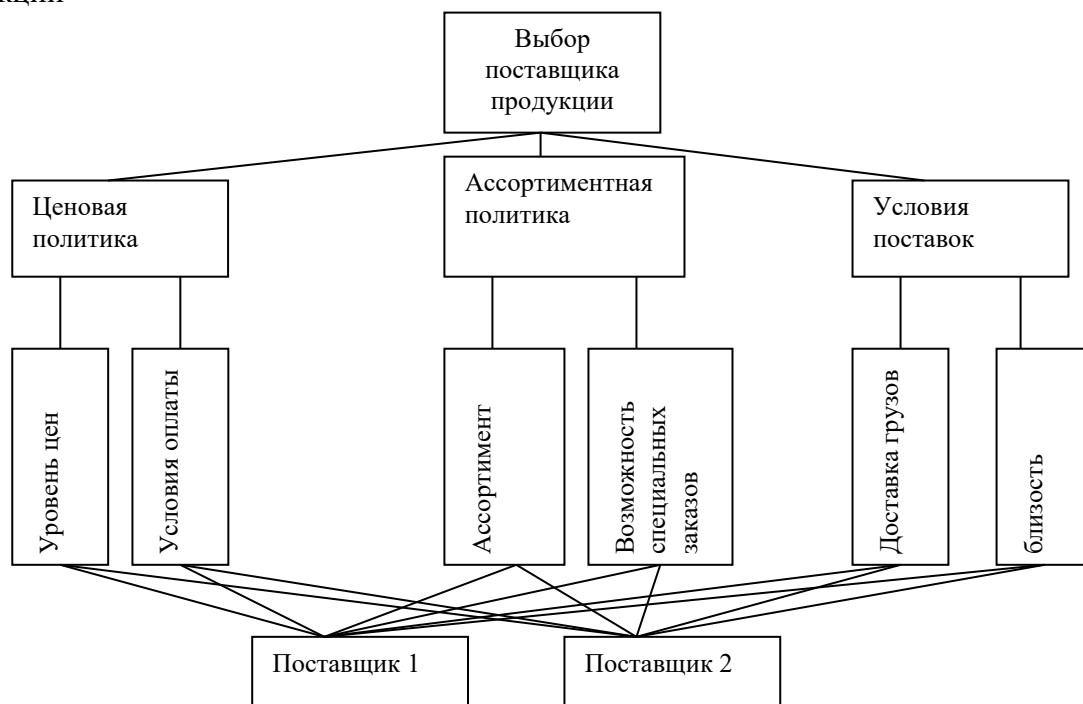 Выбор
поставщика
продукции
Ценовая
политика
Ассортиментная
политика
Условия
поставок
Уровень цен
Условия оплаты
Ассортимент
Возможность
специальных
заказов
Доставка грузов
близость
Поставщик 1
Поставщик 2